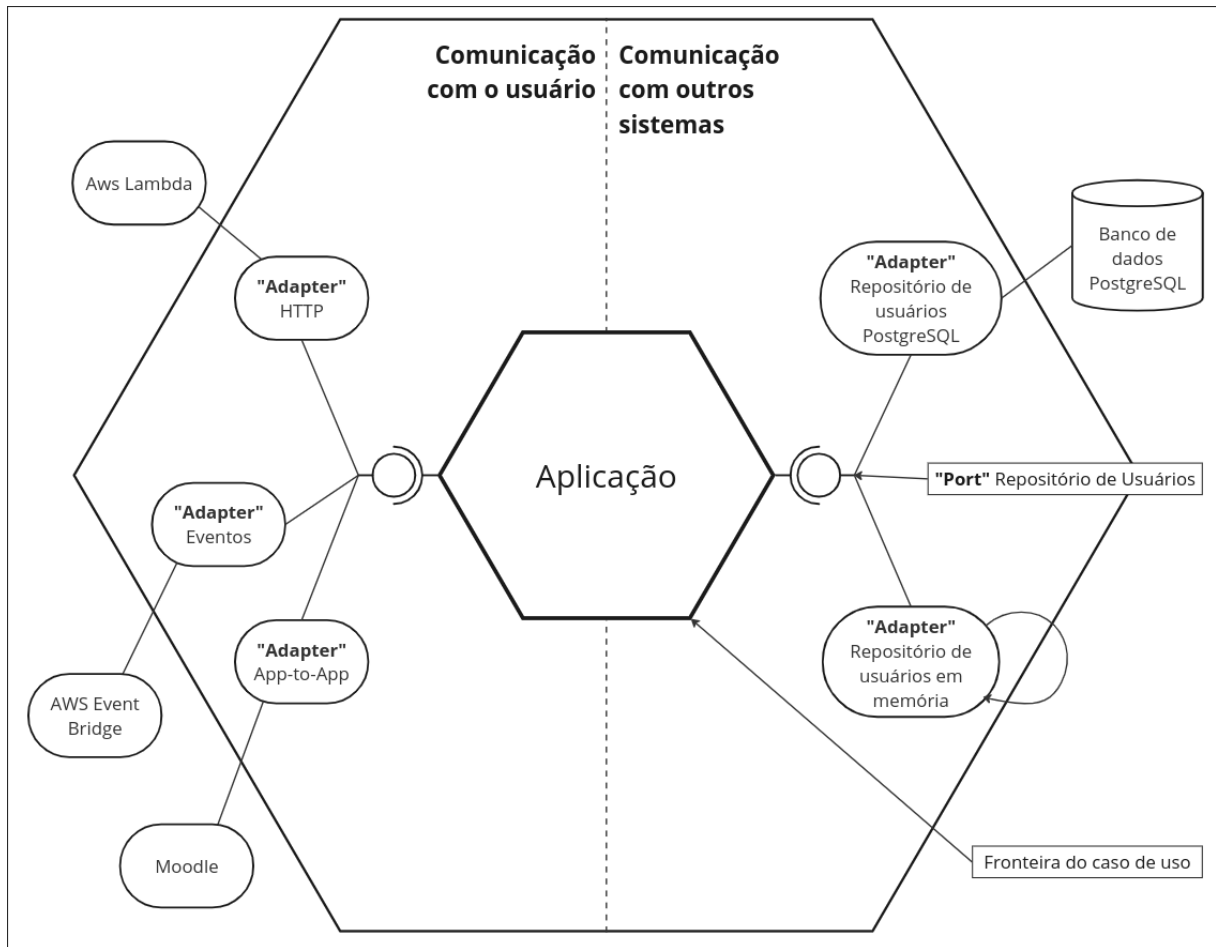 Comunicação
com o usuário
Comunicação
com outros
sistemas
Aws Lambda
"Adapter"
HTTP
"Adapter"
Eventos
"Adapter"
App-to-App
AWS Event
Bridge
Moodle
Aplicação
"Adapter"
Repositório de
usuários
PostgreSQL
Banco de
dados
PostgreSQL
"Port" Repositório de Usuários
"Adapter"
Repositório de
usuários em
memória
Fronteira do caso de uso